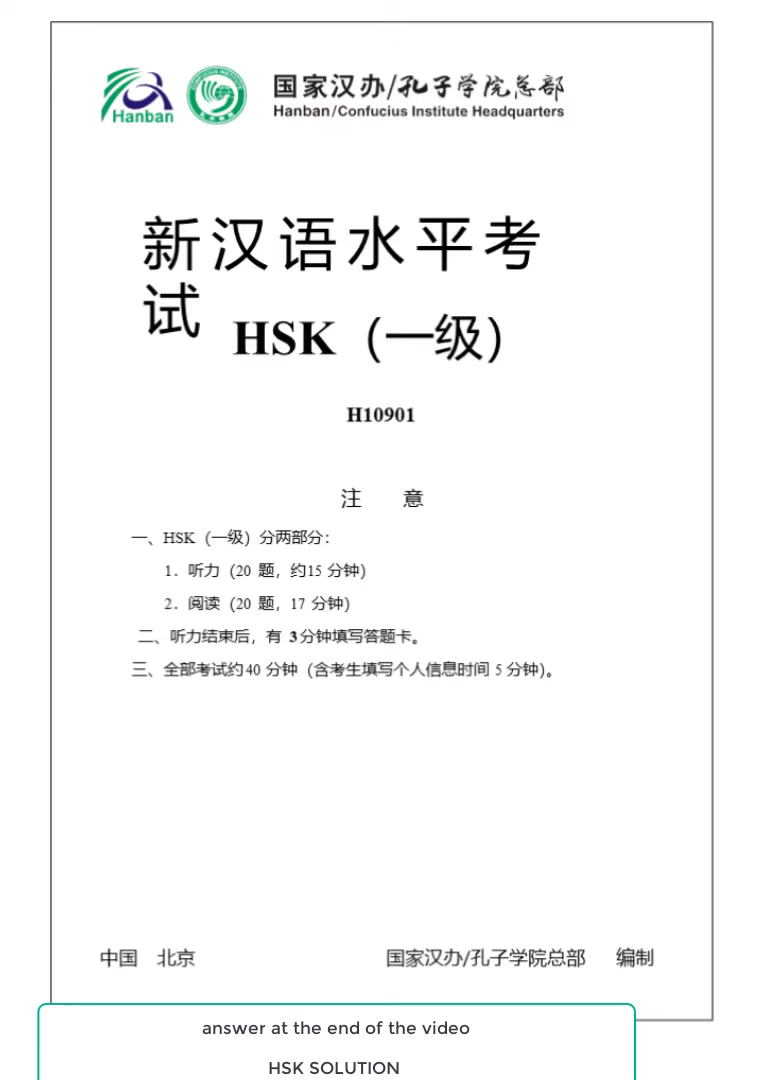 Hanban
国家汉办/孔子学院总部
Hanban/Confucius Institute Headquarters
新汉语水平考
试 HSK（一级）
H10901
注 意
一、HSK（一级）分两部分：
1．听力（20 题，约15 分钟）
2．阅读（20 题，17 分钟）
二、听力结束后，有 3分钟填写答题卡。
三、全部考试约40 分钟（含考生填写个人信息时间 5 分钟）。
中国 北京 国家汉办/孔子学院总部 编制
answer at the end of the video
HSK SOLUTION